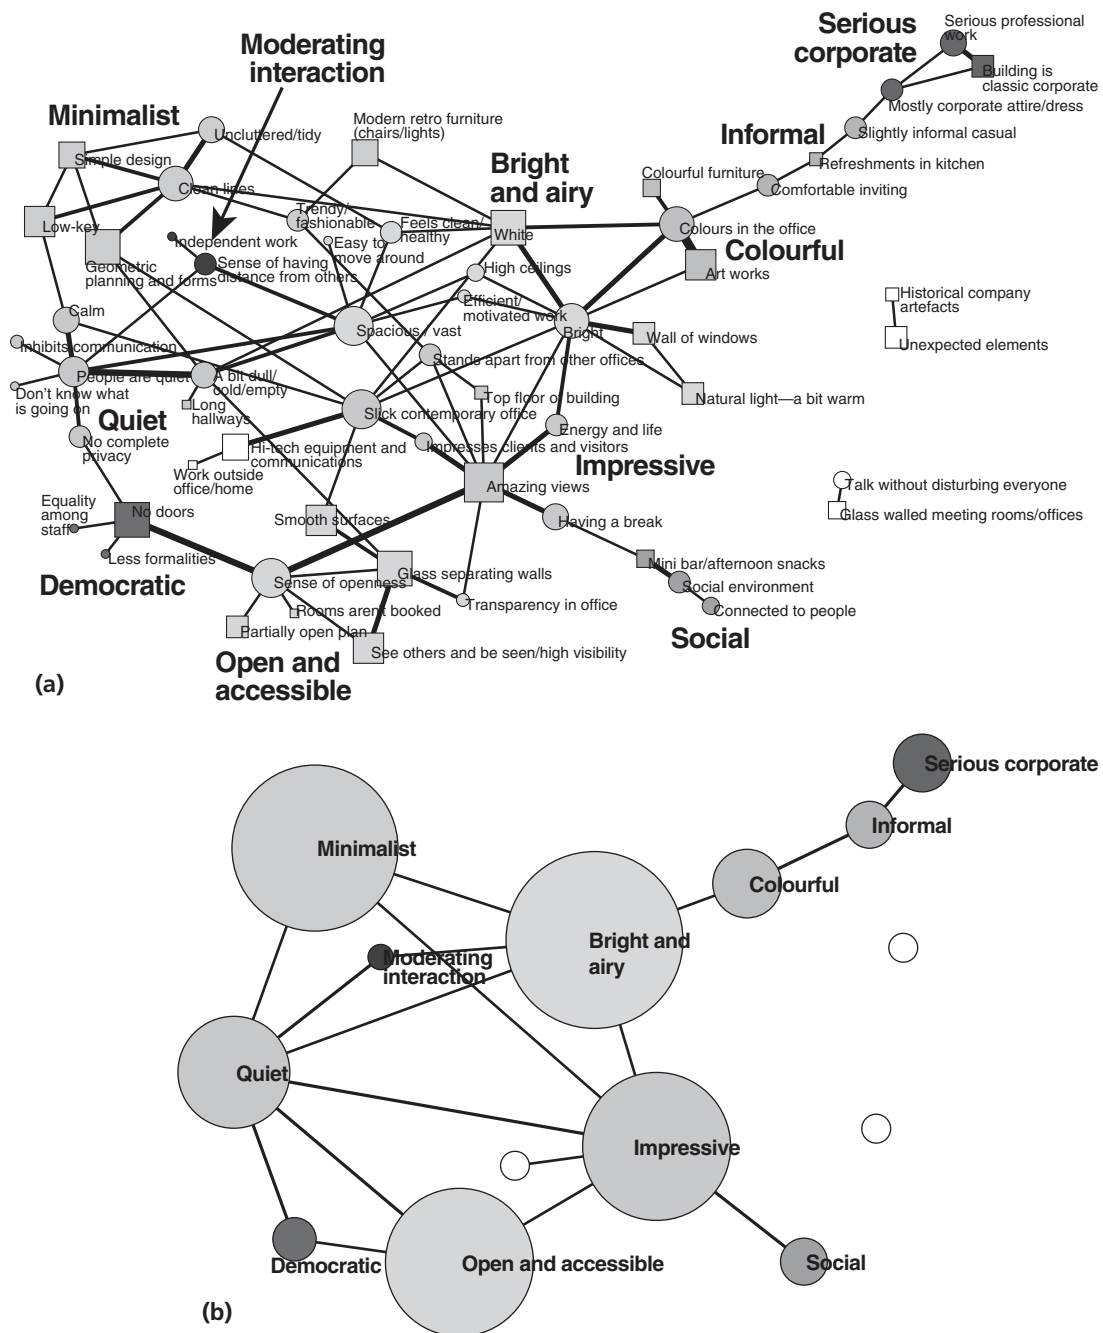 Serious
corporate
Serious professional
work
Building is
classic corporate
Mostly corporate attire/dress
Moderating
interaction
Minimalist
Uncluttered/tidy
Modern retro furniture
(chairs/lights)
Informal
Slightly informal casual
Refreshments in kitchen
Simple design
Clean lines
Bright
and airy
Colourful furniture
Comfortable inviting
Low-key
Trendy/
fashionable
Feels clean/
healthy
White
Colours in the office
Colourful
Independent work
Easy to
move around
Geometric
planning and forms
Sense of having
distance from others
High ceilings
Art works
Historical company
artefacts
Unexpected elements
Calm
Efficient/
motivated work
Spacious / vast
Bright
Wall of windows
Inhibits communication
Stands apart from other offices
People are quiet
A bit dull/
cold/empty
Don't know what
is going on
Long
hallways
Top floor of building
Natural light—a bit warm
Quiet
Slick contemporary office
No complete
privacy
Hi-tech equipment and
communications
Impresses clients and visitors
Energy and life
Impressive
Work outside
office/home
Amazing views
Talk without disturbing everyone
Glass walled meeting rooms/offices
Equality
among
staff
No doors
Smooth surfaces
Having a break
Less formalities
Democratic
Sense of openness
Glass separating walls
Mini bar/afternoon snacks
Social environment
Connected to people
Rooms arent booked
Transparency in office
Partially open plan
Social
Open and
accessible
See others and be seen/high visibility
(a)
Serious corporate
Informal
Minimalist
Colourful
Bright and
airy
Moderating
interaction
Quiet
Impressive
Democratic
Open and accessible
Social
(b)